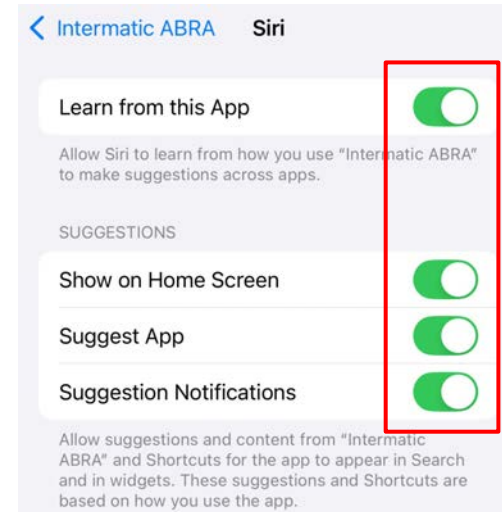 Intermatic ABRA Siri
Learn from this App
Allow Siri to learn from how you use “Intermatic ABRA”
to make suggestions across apps.
SUGGESTIONS
Show on Home Screen
Suggest App
Suggestion Notifications
Allow suggestions and content from “Intermatic
ABRA” and Shortcuts for the app to appear in Search
and in widgets. These suggestions and Shortcuts are
based on how you use the app.